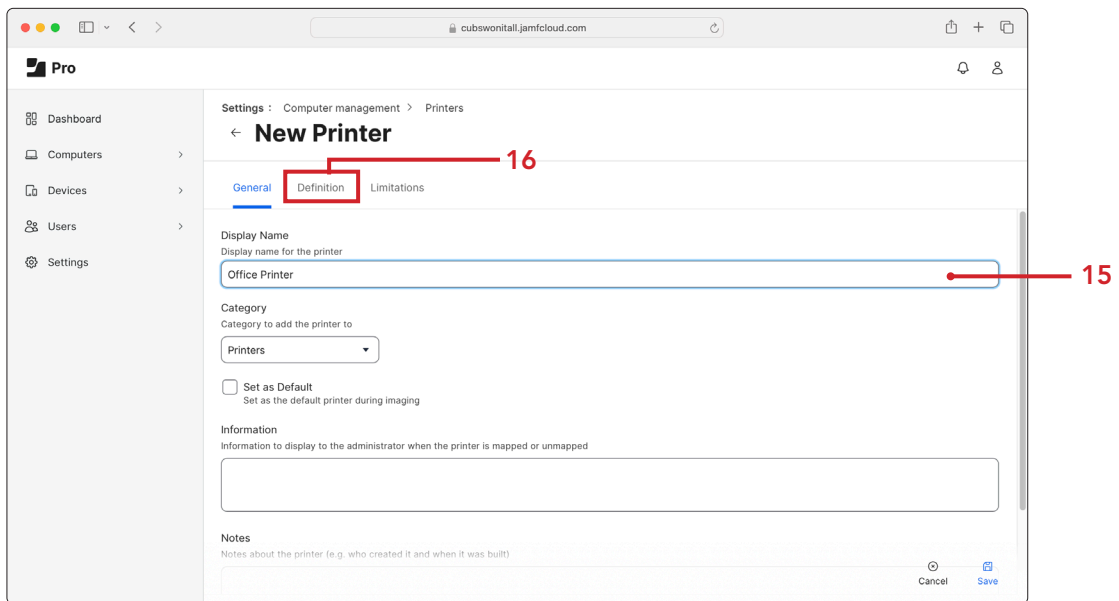 cubswonitall.jamfcloud.com
Pro
Dashboard
Computers
Devices
Users
Settings
Settings : Computer management > Printers
← New Printer
16
General Definition Limitations
Display Name
Display name for the printer
Office Printer
15
Category
Category to add the printer to
Printers
Set as Default
Set as the default printer during imaging
Information
Information to display to the administrator when the printer is mapped or unmapped
Notes
Notes about the printer (e.g. who created it and when it was built)
Cancel Save